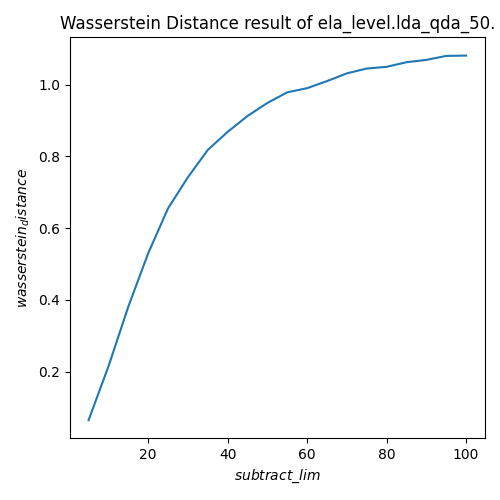 Wasserstein Distance result of ela_level.lda_qda_50.
1.0
0.8
0.6
0.4
0.2
wasserstein_distance
20 40 60 80 100
subtract_lim